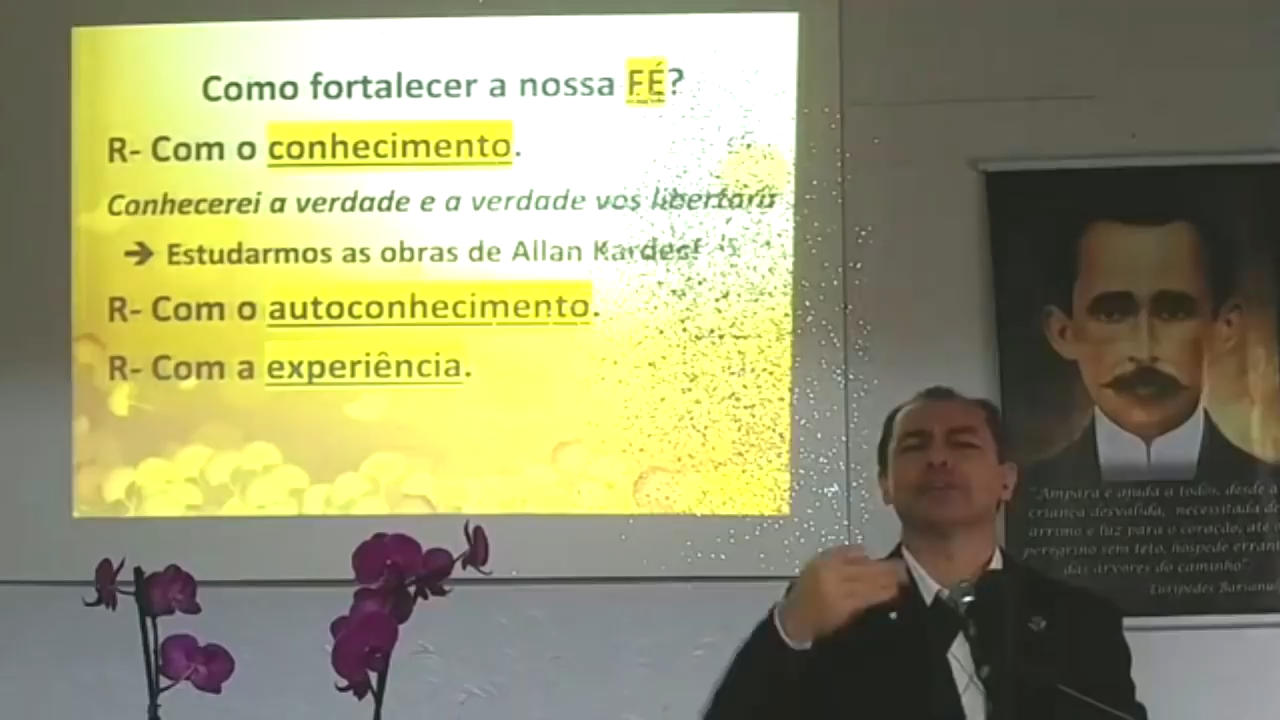 Como fortalecer a nossa FÉ?
R- Com o conhecimento.
Conhecerei a verdade e a verdade vos libertará
➔ Estudarmos as obras de Allan Kardec!
R- Com o autoconhecimento.
R- Com a experiência.
"Ampara e ajuda a todos, desde a
criança desvalida, necessitada de
arrimo e luz para o coração, até o
peregrino sem teto, hóspede errant
das árvores do caminho".
Eurípedes Barsanu